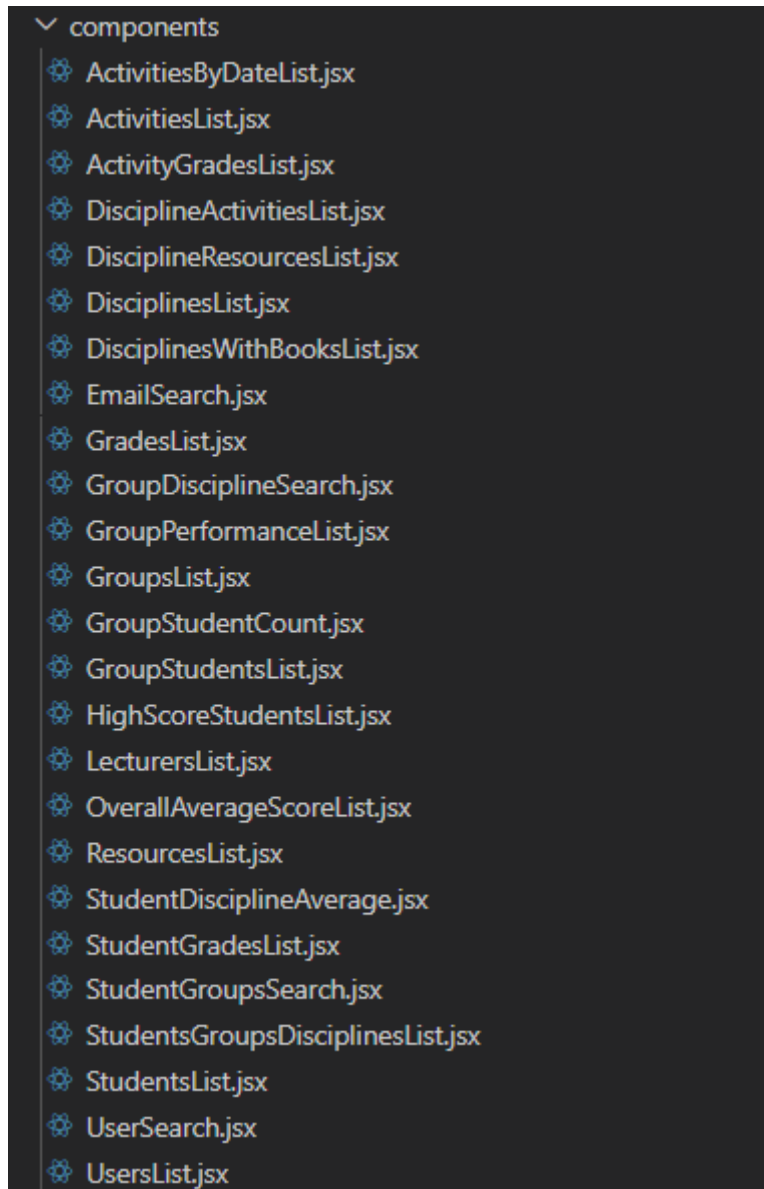 components
ActivitiesByDateList.jsx
ActivitiesList.jsx
ActivityGradesList.jsx
DisciplineActivitiesList.jsx
DisciplineResourcesList.jsx
DisciplinesList.jsx
DisciplinesWithBooksList.jsx
EmailSearch.jsx
GradesList.jsx
GroupDisciplineSearch.jsx
GroupPerformanceList.jsx
GroupsList.jsx
GroupStudentCount.jsx
GroupStudentsList.jsx
HighScoreStudentsList.jsx
LecturersList.jsx
OverallAverageScoreList.jsx
ResourcesList.jsx
StudentDisciplineAverage.jsx
StudentGradesList.jsx
StudentGroupsSearch.jsx
StudentsGroupsDisciplinesList.jsx
StudentsList.jsx
UserSearch.jsx
UsersList.jsx